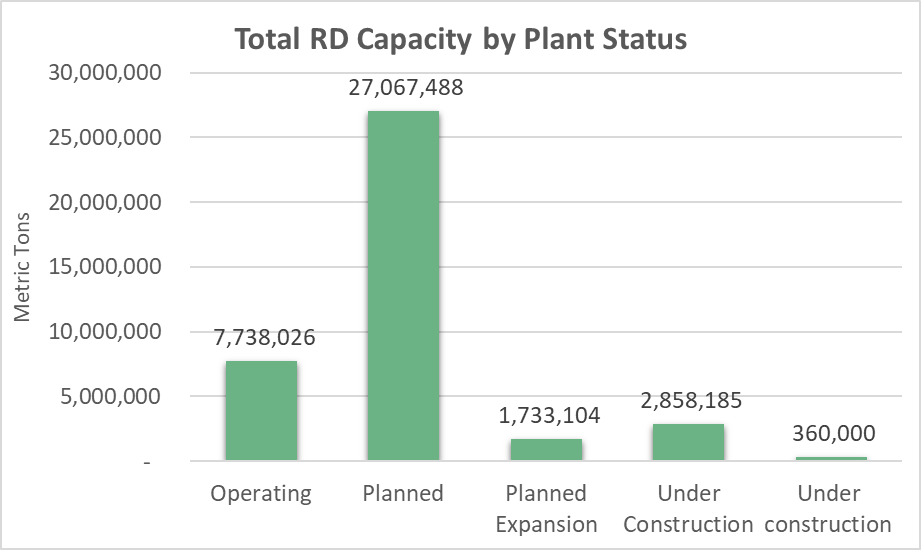 Total RD Capacity by Plant Status
Metric Tons
30,000,000
25,000,000
20,000,000
15,000,000
10,000,000
5,000,000
-
7,738,026
27,067,488
1,733,104
2,858,185
360,000
Operating
Planned
Planned
Expansion
Under
Construction
Under
construction